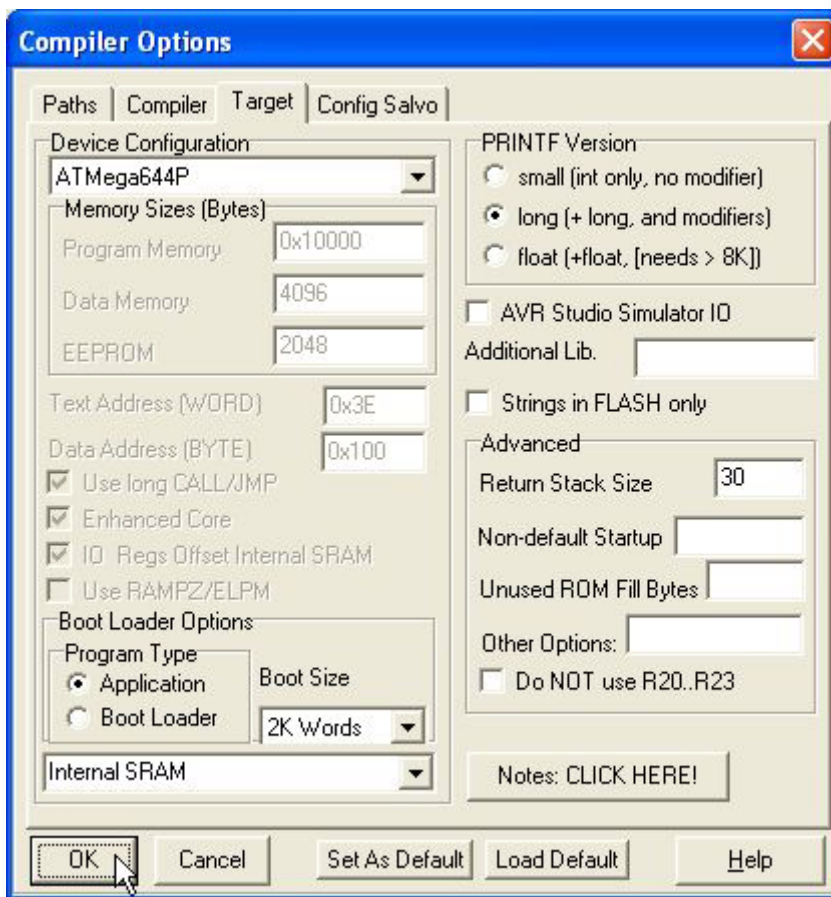 Compiler Options
Paths
Compiler
Target
Config Salvo
Device Configuration
ATMega644P
Memory Sizes (Bytes)
Program Memory 0x10000
Data Memory 4096
EEPROM 2048
Text Address (WORD) 0x3E
Data Address (BYTE) 0x100
Use long CALL/JMP
Enhanced Core
IO Regs Offset Internal SRAM
Use RAMPZ/ELPM
Boot Loader Options
Program Type
Application
Boot Loader
Boot Size
2K Words
Internal SRAM
PRINTF Version
small (int only, no modifier)
long (+ long, and modifiers)
float (+float, [needs > 8K])
AVR Studio Simulator IO
Additional Lib.
Strings in FLASH only
Advanced
Return Stack Size 30
Non-default Startup
Unused ROM Fill Bytes
Other Options:
Do NOT use R20..R23
Notes: CLICK HERE!
OK
Cancel
Set As Default
Load Default
Help